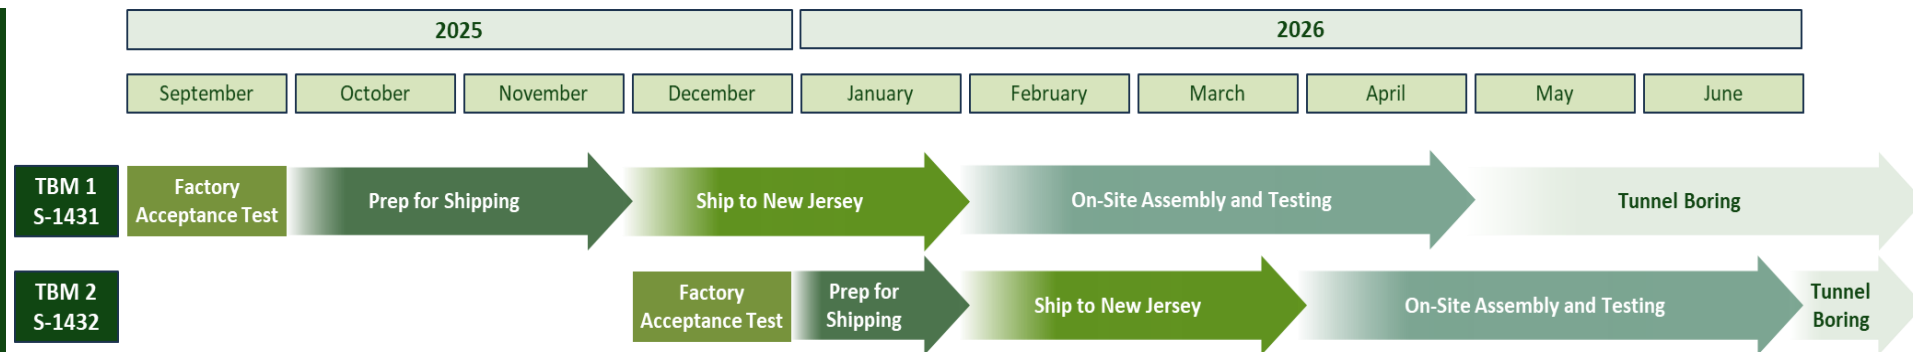 2025
2026
September
October
November
December
January
February
March
April
May
June
TBM 1
S-1431
Factory
Acceptance Test
Prep for Shipping
Ship to New Jersey
On-Site Assembly and Testing
Tunnel Boring
TBM 2
S-1432
Factory
Acceptance Test
Prep for
Shipping
Ship to New Jersey
On-Site Assembly and Testing
Tunnel
Boring